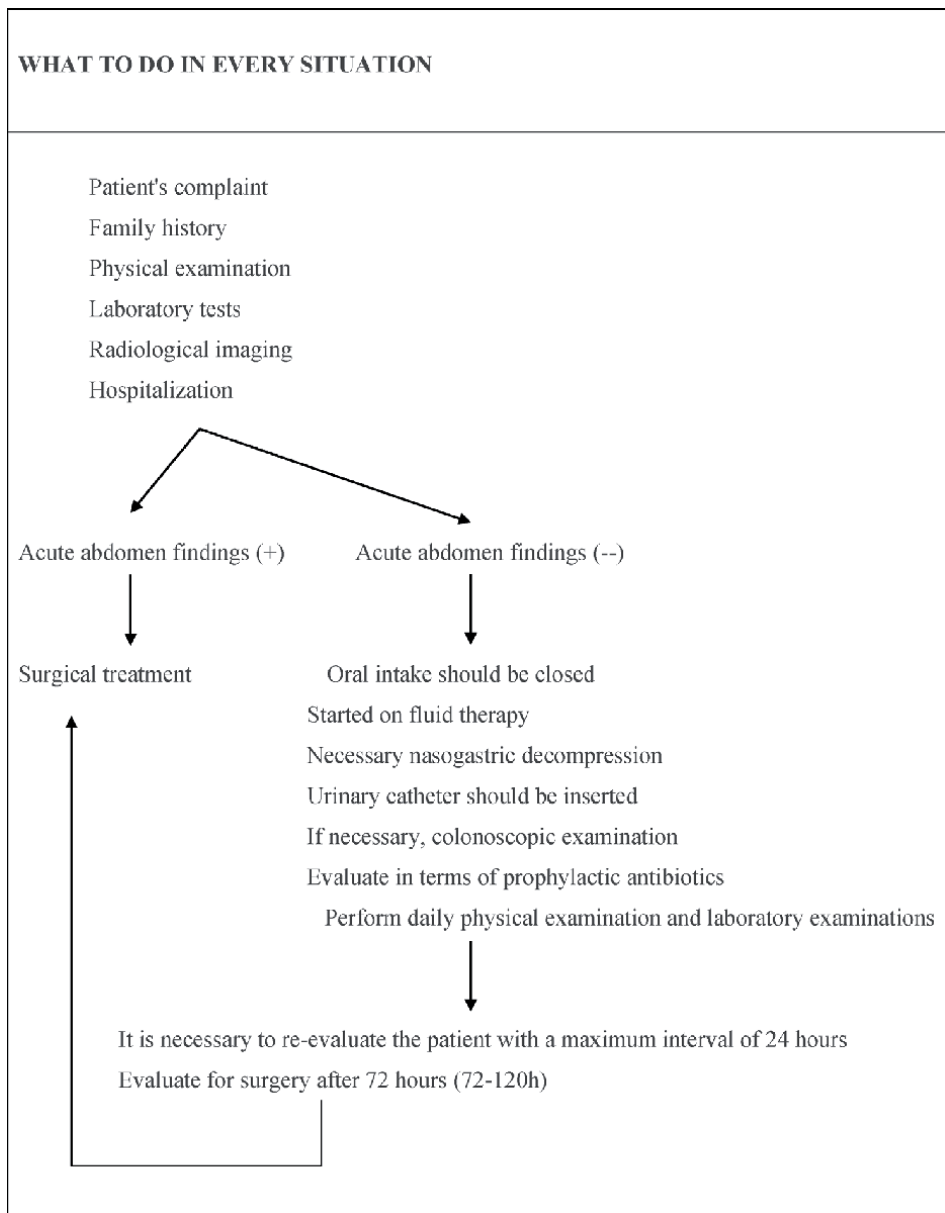 WHAT TO DO IN EVERY SITUATION
Patient's complaint
Family history
Physical examination
Laboratory tests
Radiological imaging
Hospitalization
Acute abdomen findings (+)
Acute abdomen findings (--)
Surgical treatment
Oral intake should be closed
Started on fluid therapy
Necessary nasogastric decompression
Urinary catheter should be inserted
If necessary, colonoscopic examination
Evaluate in terms of prophylactic antibiotics
Perform daily physical examination and laboratory examinations
It is necessary to re-evaluate the patient with a maximum interval of 24 hours
Evaluate for surgery after 72 hours (72-120h)